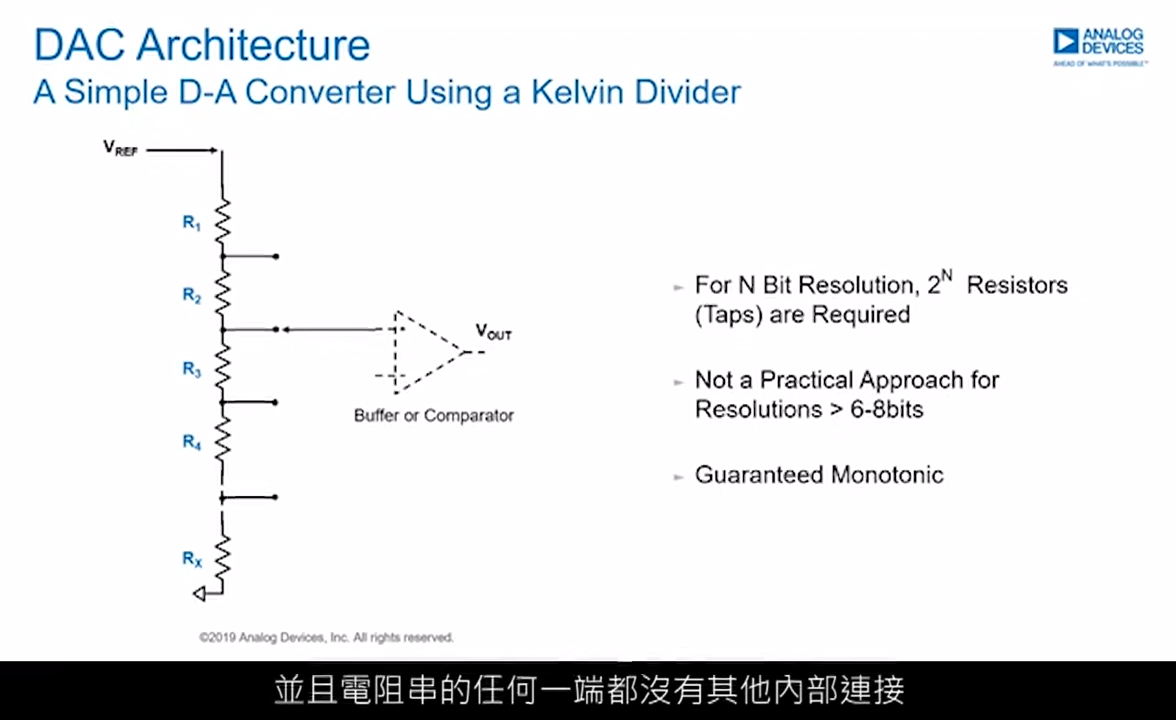 DAC Architecture
A Simple D-A Converter Using a Kelvin Divider
ANALOG
DEVICES
AHEAD OF WHAT'S POSSIBLE™
VREF
R1
R2
R3
R4
RX
VOUT
Buffer or Comparator
► For N Bit Resolution, 2^N Resistors
(Taps) are Required
► Not a Practical Approach for
Resolutions > 6-8bits
► Guaranteed Monotonic
©2019 Analog Devices, Inc. All rights reserved.
並且電阻串的任何一端都沒有其他內部連接